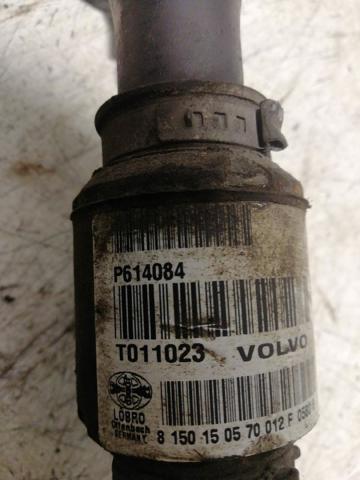 P614084
T011023 VOLVO
LÖBRO
Offenbach
GERMANY
8 150 15 05 70 012 F